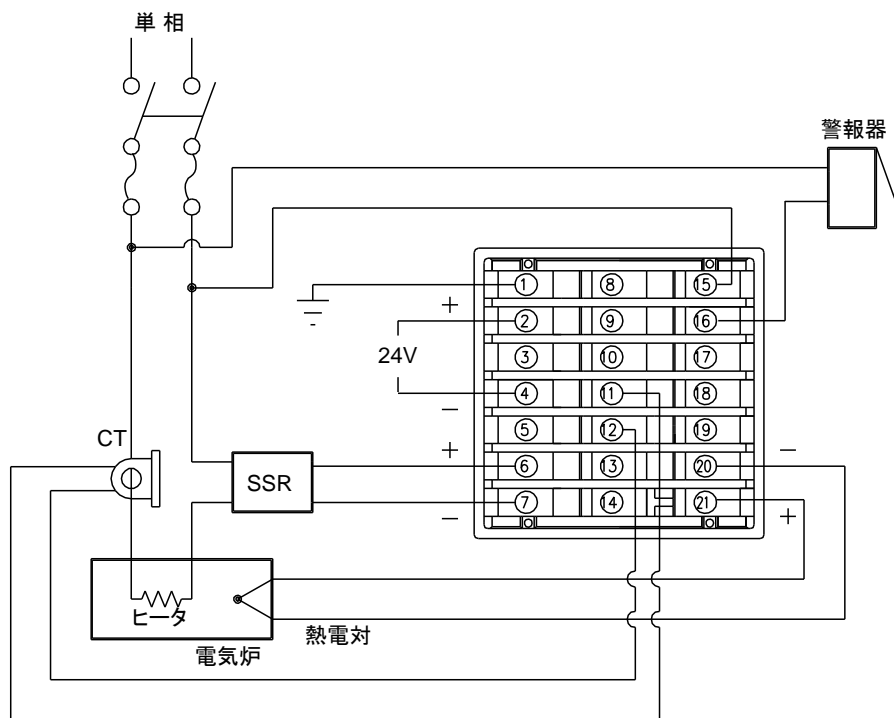 単 相
警報器
① ⑧ ⑮
+
② ⑨ ⑯
24V
③ ⑩ ⑰
④ ⑪ ⑱
−
CT
⑤ ⑫ ⑲
+ −
SSR
⑥ ⑬ ⑳
⑦ ⑭ ㉑
− +
ヒータ
熱電対
電気炉